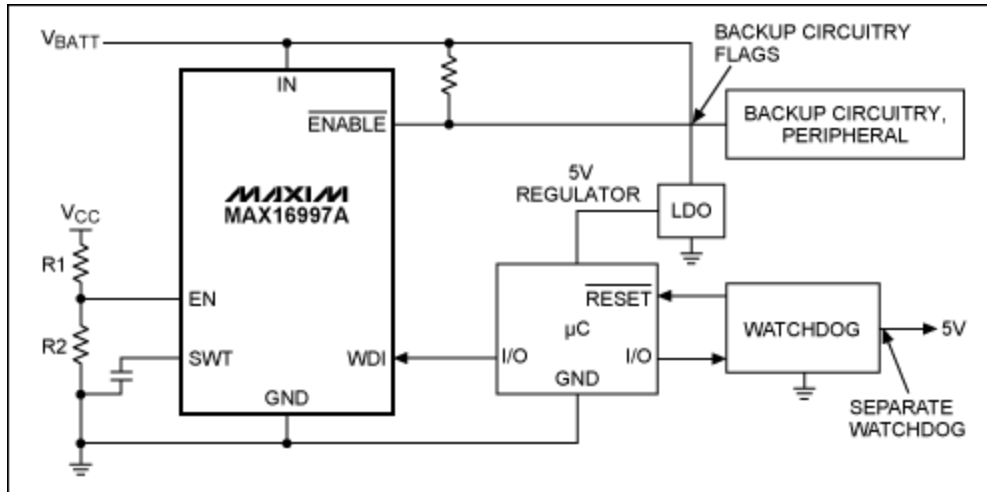 VBATT
IN
ENABLE
BACKUP CIRCUITRY
FLAGS
BACKUP CIRCUITRY,
PERIPHERAL
MAXIM
MAX16997A
5V
REGULATOR
LDO
VCC
R1
EN
R2
SWT
WDI
GND
RESET
µC
I/O
I/O
GND
WATCHDOG
5V
SEPARATE
WATCHDOG